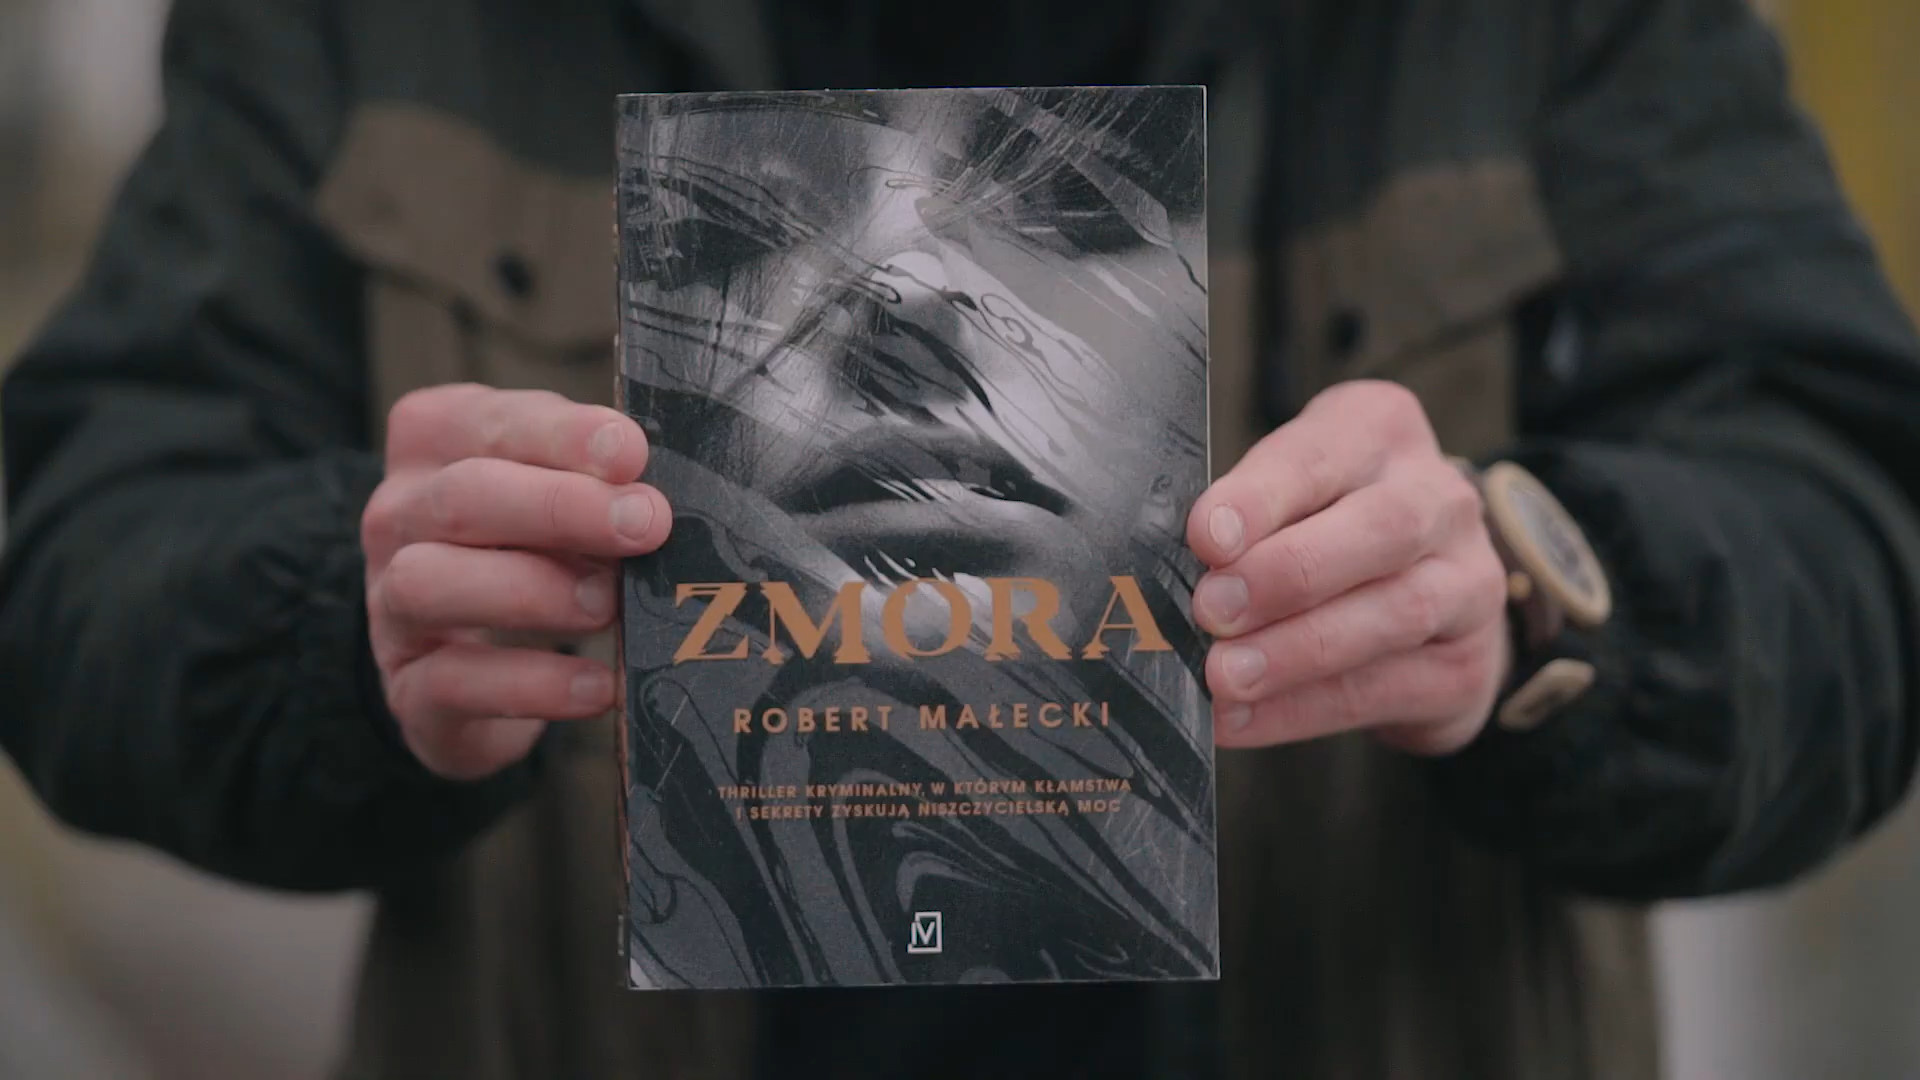 ZMORA
ROBERT MAŁECKI
THRILLER KRYMINALNY, W KTÓRYM KŁAMSTWA
I SEKRETY ZYSKUJĄ NISZCZYCIELSKĄ MOC